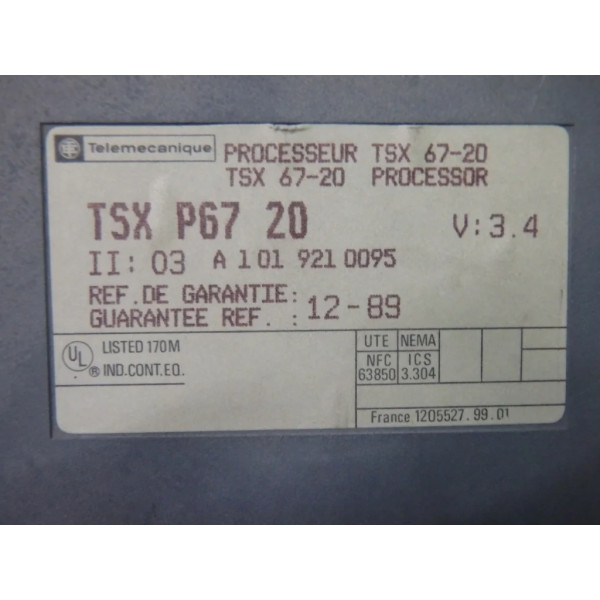 Telemecanique PROCESSEUR TSX 67-20
TSX 67-20 PROCESSOR
TSX P67 20 V: 3.4
II: 03 A 1 01 921 0095
REF. DE GARANTIE:
GUARANTEE REF. : 12-89
UL ® LISTED 170M
IND.CONT.EQ.
UTE NEMA
NFC ICS
63850 3.304
France 1205527.99.01